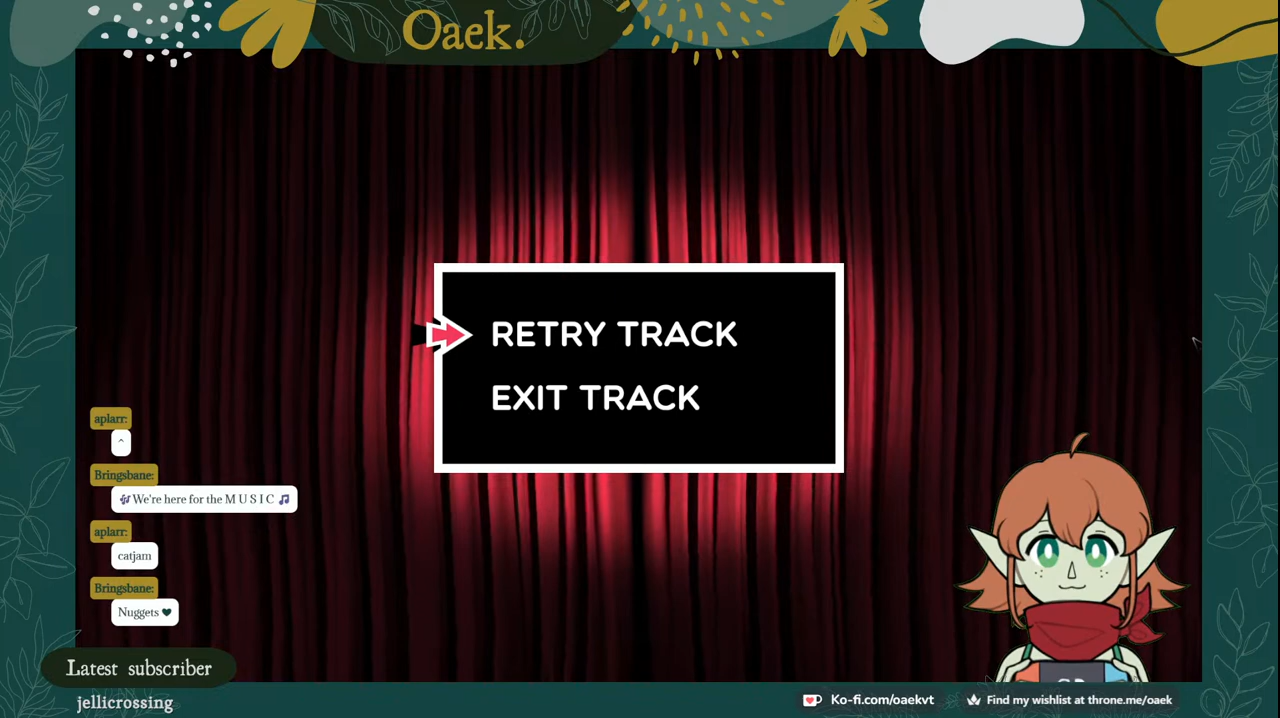 Oaek.
RETRY TRACK
EXIT TRACK
aplarr:
^
Bringsbane:
🎶 We're here for the M U S I C 🎵
aplarr:
catjam
Bringsbane:
Nuggets 🖤
Latest subscriber
jellicrossing
Ko-fi.com/oaekvt
Find my wishlist at throne.me/oaek